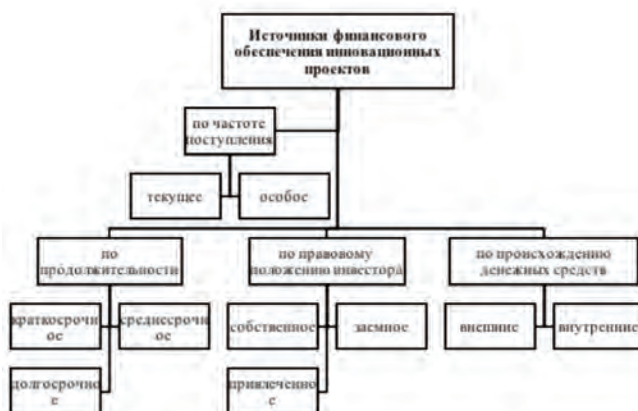 Источники финансового
обеспечения инновационных
проектов
по частоте
поступления
текущее
особое
по
продолжительности
по правовому
положению инвестора
по происхождению
денежных средств
краткосрочн
ое
среднесрочн
ое
собственное
заемное
внешние
внутренние
долгосрочно
е
привлеченно
е